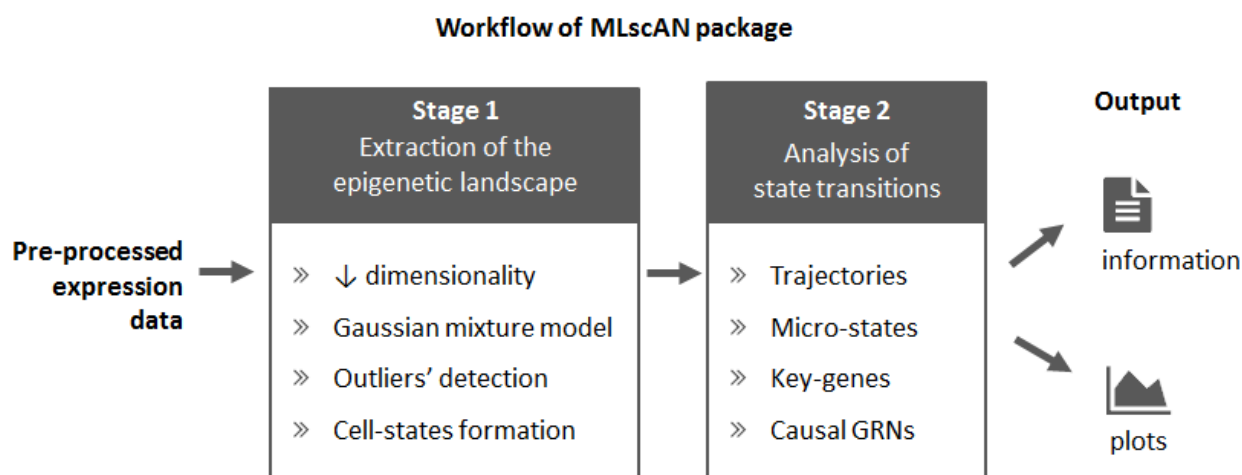 Workflow of MLscAN package
Pre-processed
expression
data
Stage 1
Extraction of the
epigenetic landscape
» ↓ dimensionality
» Gaussian mixture model
» Outliers' detection
» Cell-states formation
Stage 2
Analysis of
state transitions
» Trajectories
» Micro-states
» Key-genes
» Causal GRNs
Output
information
plots